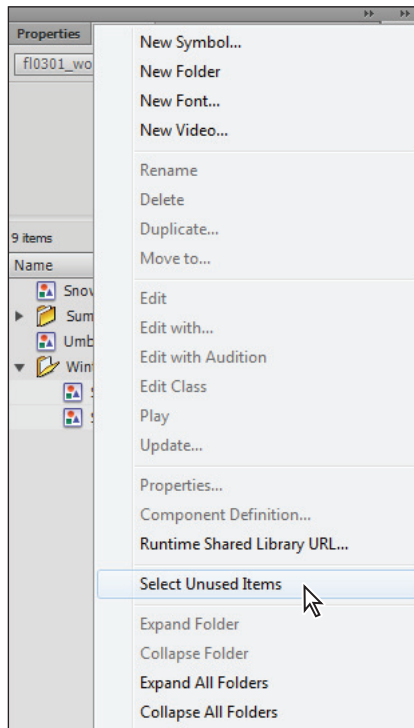 Properties
fl0301_wo
9 items
Name
Snov
Sum
Umb
Wint
New Symbol...
New Folder
New Font...
New Video...
Rename
Delete
Duplicate...
Move to...
Edit
Edit with...
Edit with Audition
Edit Class
Play
Update...
Properties...
Component Definition...
Runtime Shared Library URL...
Select Unused Items
Expand Folder
Collapse Folder
Expand All Folders
Collapse All Folders